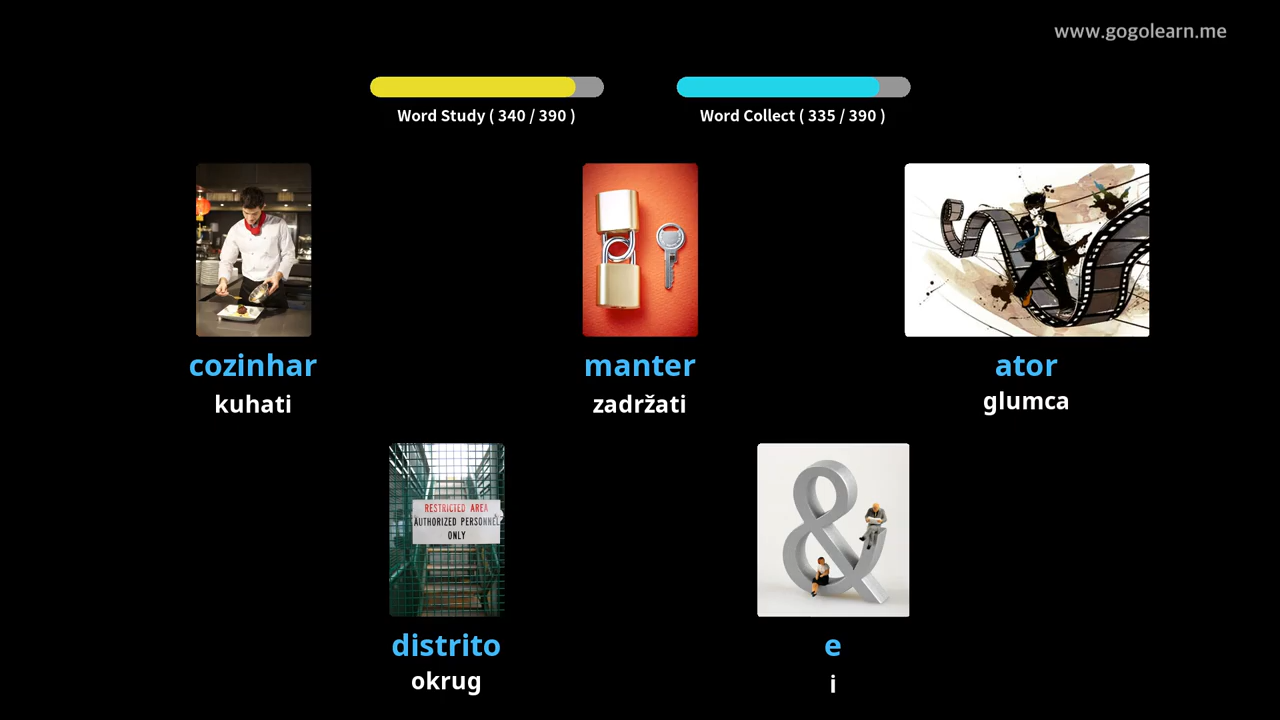 www.gogolearn.me
Word Study ( 340 / 390 )
Word Collect ( 335 / 390 )
cozinhar
kuhati
manter
zadržati
ator
glumca
RESTRICTED AREA
AUTHORIZED PERSONNEL
ONLY
distrito
okrug
e
i